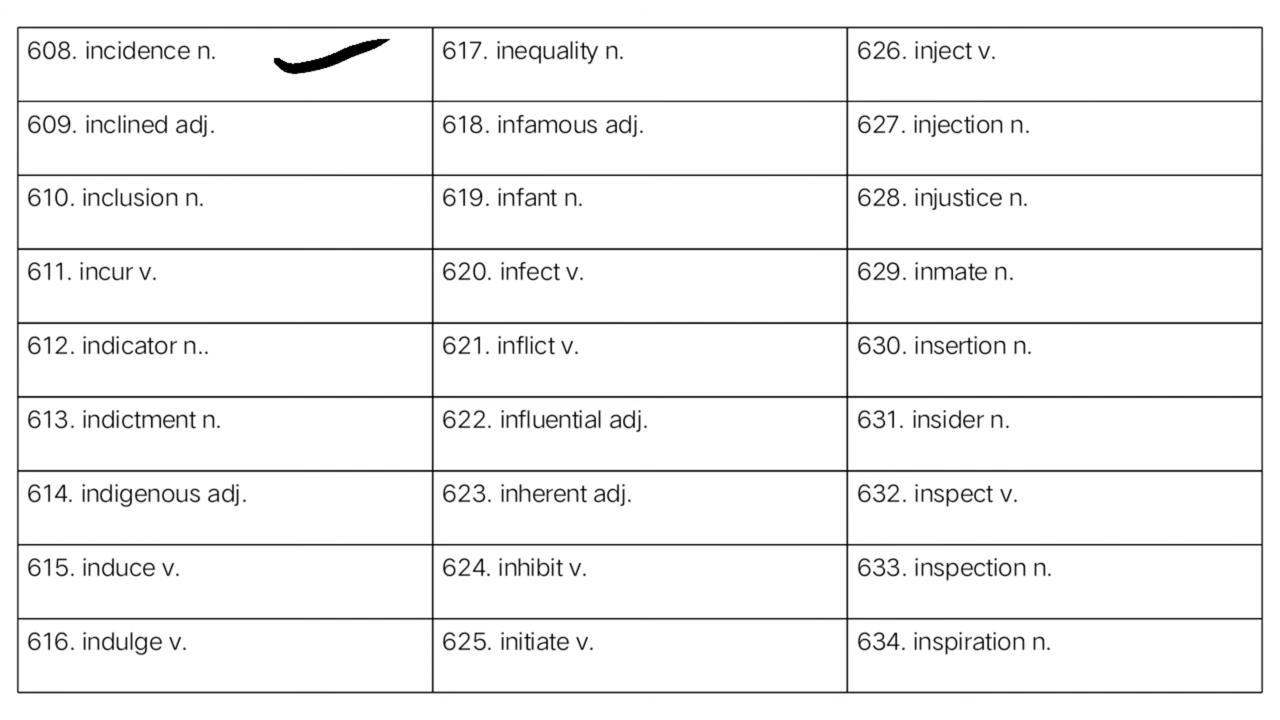 608. incidence n.
617. inequality n.
626. inject v.
609. inclined adj.
618. infamous adj.
627. injection n.
610. inclusion n.
619. infant n.
628. injustice n.
611. incur v.
620. infect v.
629. inmate n.
612. indicator n..
621. inflict v.
630. insertion n.
613. indictment n.
622. influential adj.
631. insider n.
614. indigenous adj.
623. inherent adj.
632. inspect v.
615. induce v.
624. inhibit v.
633. inspection n.
616. indulge v.
625. initiate v.
634. inspiration n.